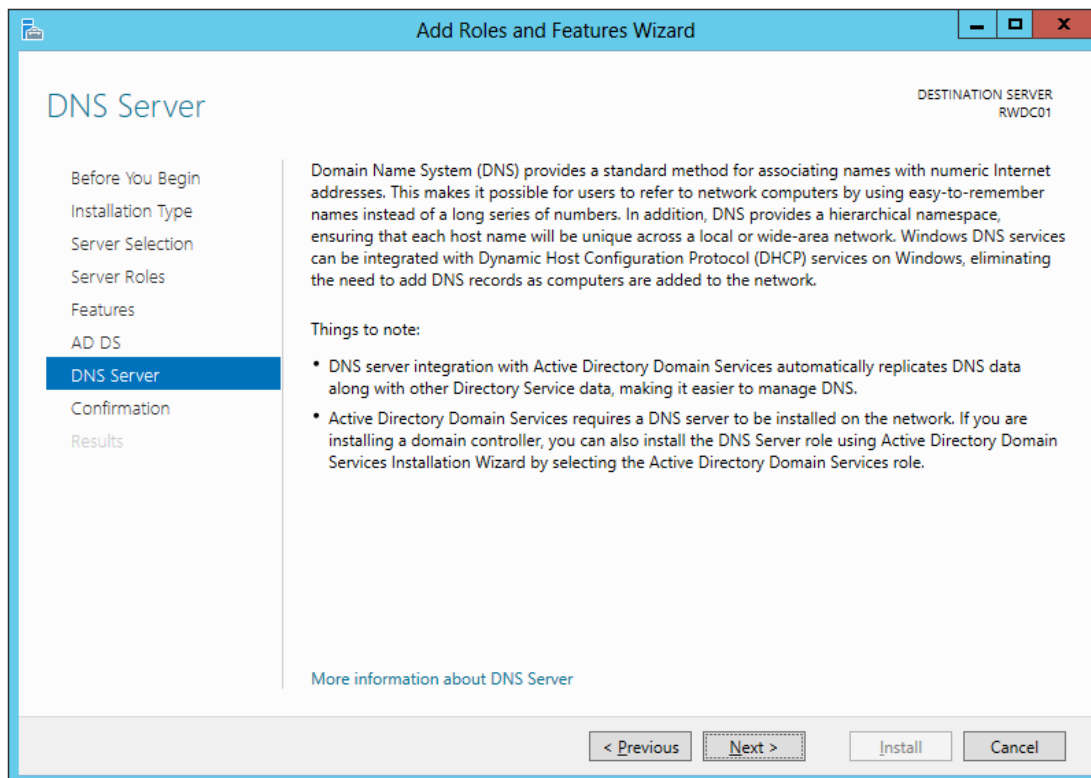 Add Roles and Features Wizard
DNS Server
DESTINATION SERVER
RWDC01
Before You Begin
Installation Type
Server Selection
Server Roles
Features
AD DS
DNS Server
Confirmation
Results
Domain Name System (DNS) provides a standard method for associating names with numeric Internet
addresses. This makes it possible for users to refer to network computers by using easy-to-remember
names instead of a long series of numbers. In addition, DNS provides a hierarchical namespace,
ensuring that each host name will be unique across a local or wide-area network. Windows DNS services
can be integrated with Dynamic Host Configuration Protocol (DHCP) services on Windows, eliminating
the need to add DNS records as computers are added to the network.
Things to note:
• DNS server integration with Active Directory Domain Services automatically replicates DNS data
along with other Directory Service data, making it easier to manage DNS.
• Active Directory Domain Services requires a DNS server to be installed on the network. If you are
installing a domain controller, you can also install the DNS Server role using Active Directory Domain
Services Installation Wizard by selecting the Active Directory Domain Services role.
More information about DNS Server
< Previous
Next >
Install
Cancel